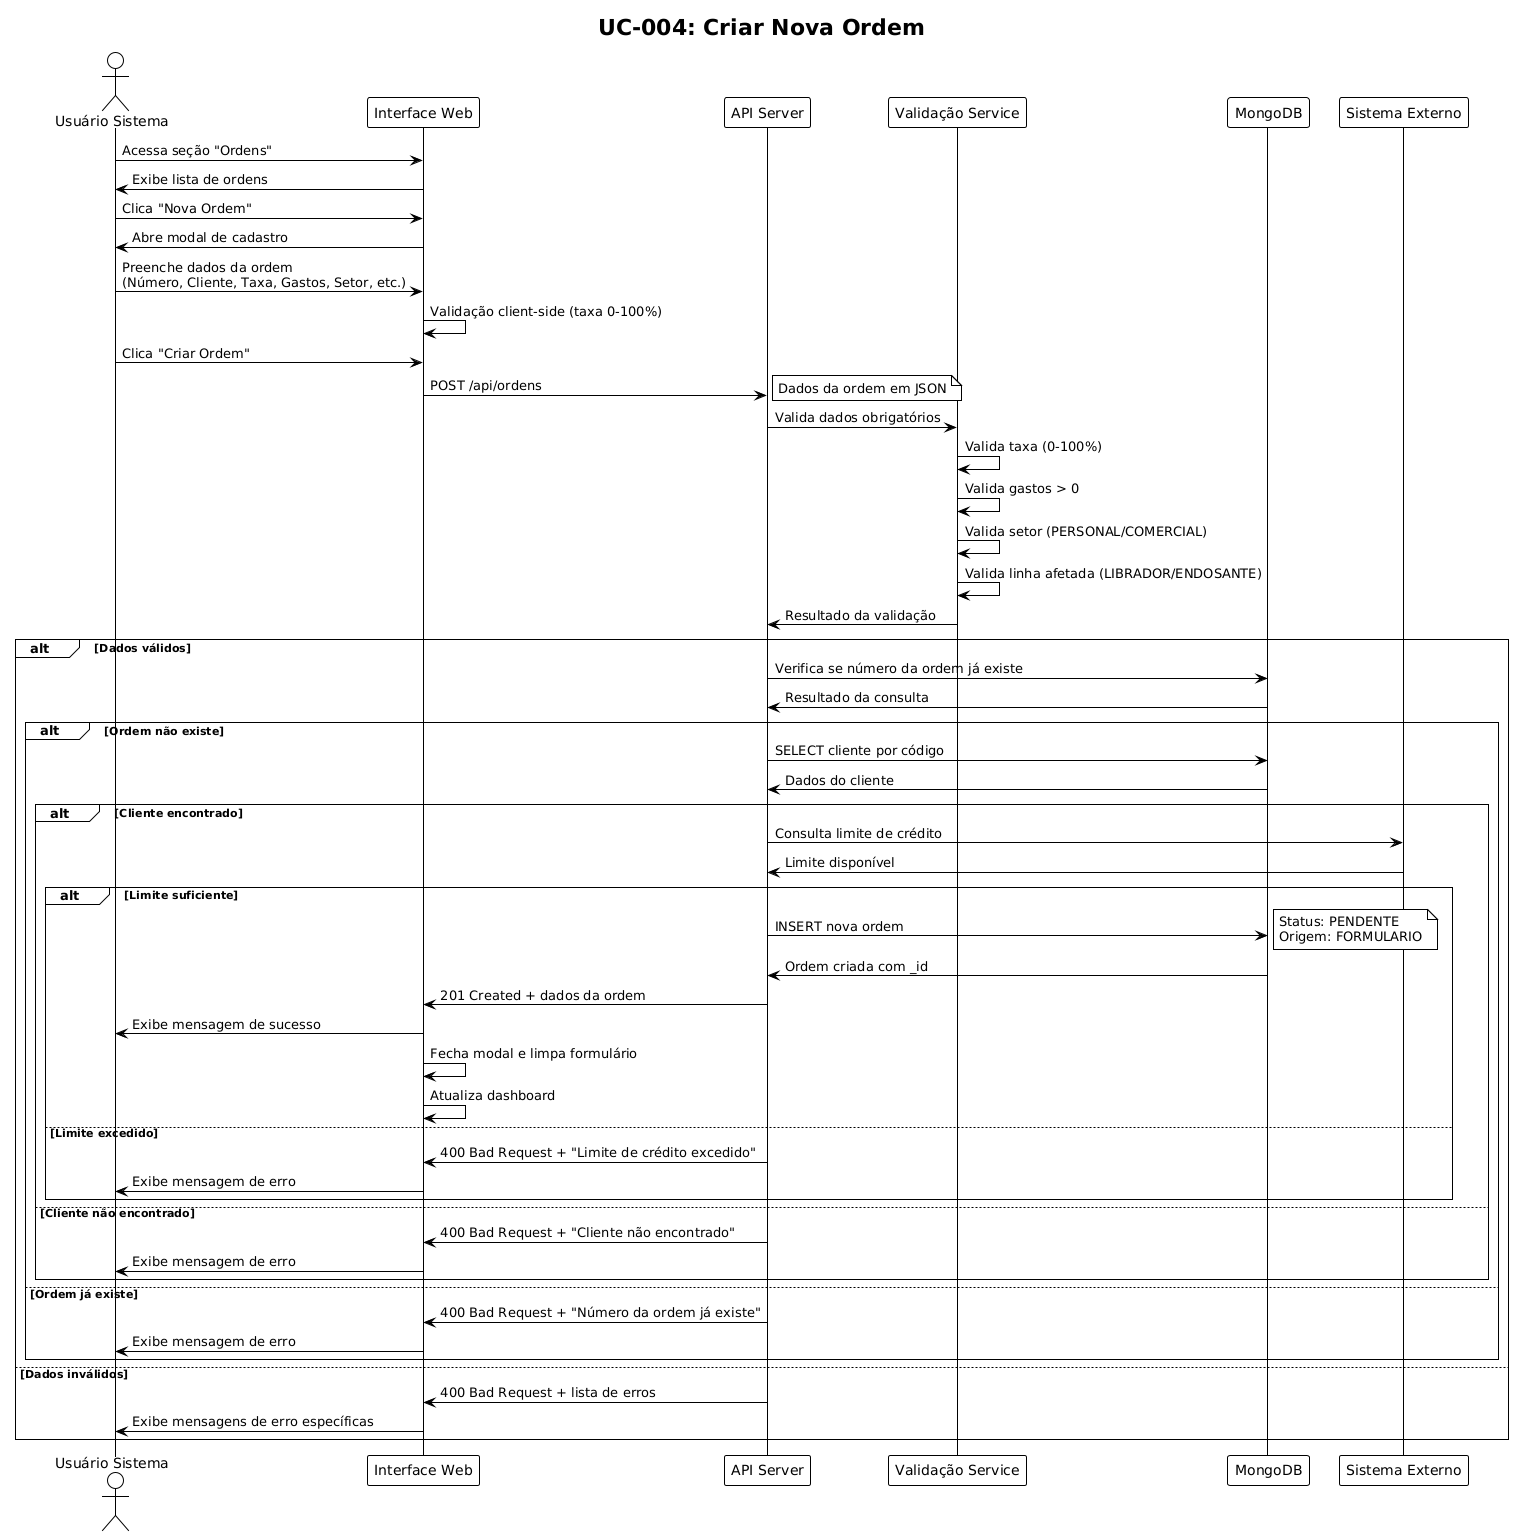 UC-004: Criar Nova Ordem
Usuário Sistema
Interface Web
API Server
Validação Service
MongoDB
Sistema Externo
Acessa seção "Ordens"
Exibe lista de ordens
Clica "Nova Ordem"
Abre modal de cadastro
Preenche dados da ordem
(Número, Cliente, Taxa, Gastos, Setor, etc.)
Validação client-side (taxa 0-100%)
Clica "Criar Ordem"
POST /api/ordens
Dados da ordem em JSON
Valida dados obrigatórios
Valida taxa (0-100%)
Valida gastos > 0
Valida setor (PERSONAL/COMERCIAL)
Valida linha afetada (LIBRADOR/ENDOSANTE)
Resultado da validação
alt [Dados válidos]
Verifica se número da ordem já existe
Resultado da consulta
alt [Ordem não existe]
SELECT cliente por código
Dados do cliente
alt [Cliente encontrado]
Consulta limite de crédito
Limite disponível
alt [Limite suficiente]
INSERT nova ordem
Status: PENDENTE
Origem: FORMULARIO
Ordem criada com _id
201 Created + dados da ordem
Exibe mensagem de sucesso
Fecha modal e limpa formulário
Atualiza dashboard
[Limite excedido]
400 Bad Request + "Limite de crédito excedido"
Exibe mensagem de erro
[Cliente não encontrado]
400 Bad Request + "Cliente não encontrado"
Exibe mensagem de erro
[Ordem já existe]
400 Bad Request + "Número da ordem já existe"
Exibe mensagem de erro
[Dados inválidos]
400 Bad Request + lista de erros
Exibe mensagens de erro específicas
Usuário Sistema
Interface Web
API Server
Validação Service
MongoDB
Sistema Externo